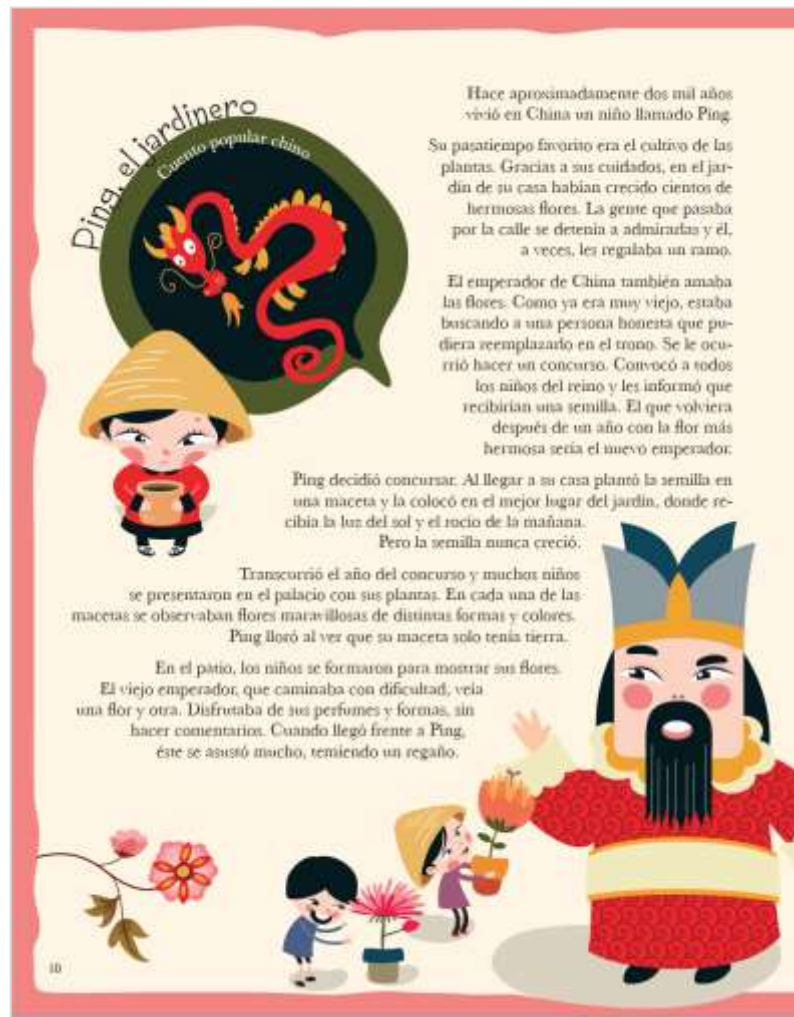 Ping, el jardinero
Cuento popular chino
Hace aproximadamente dos mil años
vivió en China un niño llamado Ping.
Su pasatiempo favorito era el cultivo de las
plantas. Gracias a sus cuidados, en el jar-
dín de su casa habían crecido cientos de
hermosas flores. La gente que pasaba
por la calle se detenía a admirarlas y él,
a veces, les regalaba un ramo.
El emperador de China también amaba
las flores. Como ya era muy viejo, estaba
buscando a una persona honesta que pu-
diera reemplazarlo en el trono. Se le ocu-
rrió hacer un concurso. Convocó a todos
los niños del reino y les informó que
recibirían una semilla. El que volviera
después de un año con la flor más
hermosa sería el nuevo emperador.
Ping decidió concursar. Al llegar a su casa plantó la semilla en
una maceta y la colocó en el mejor lugar del jardín, donde re-
cibía la luz del sol y el rocío de la mañana.
Pero la semilla nunca creció.
Transcurrió el año del concurso y muchos niños
se presentaron en el palacio con sus plantas. En cada una de las
macetas se observaban flores maravillosas de distintas formas y colores.
Ping lloró al ver que su maceta solo tenía tierra.
En el patio, los niños se formaron para mostrar sus flores.
El viejo emperador, que caminaba con dificultad, veía
una flor y otra. Disfrutaba de sus perfumes y formas, sin
hacer comentarios. Cuando llegó frente a Ping,
éste se asustó mucho, temiendo un regaño.
10